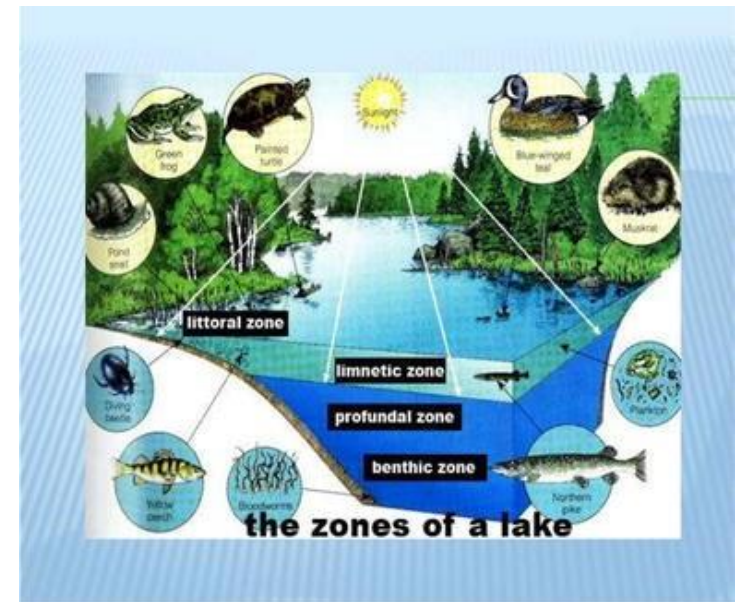 Sunlight
Green
frog
Painted
turtle
Blue-winged
teal
Muskrat
Pond
snail
littoral zone
limnetic zone
profundal zone
benthic zone
Diving
beetle
Plankton
Yellow
perch
Bloodworms
Northern
pike
the zones of a lake